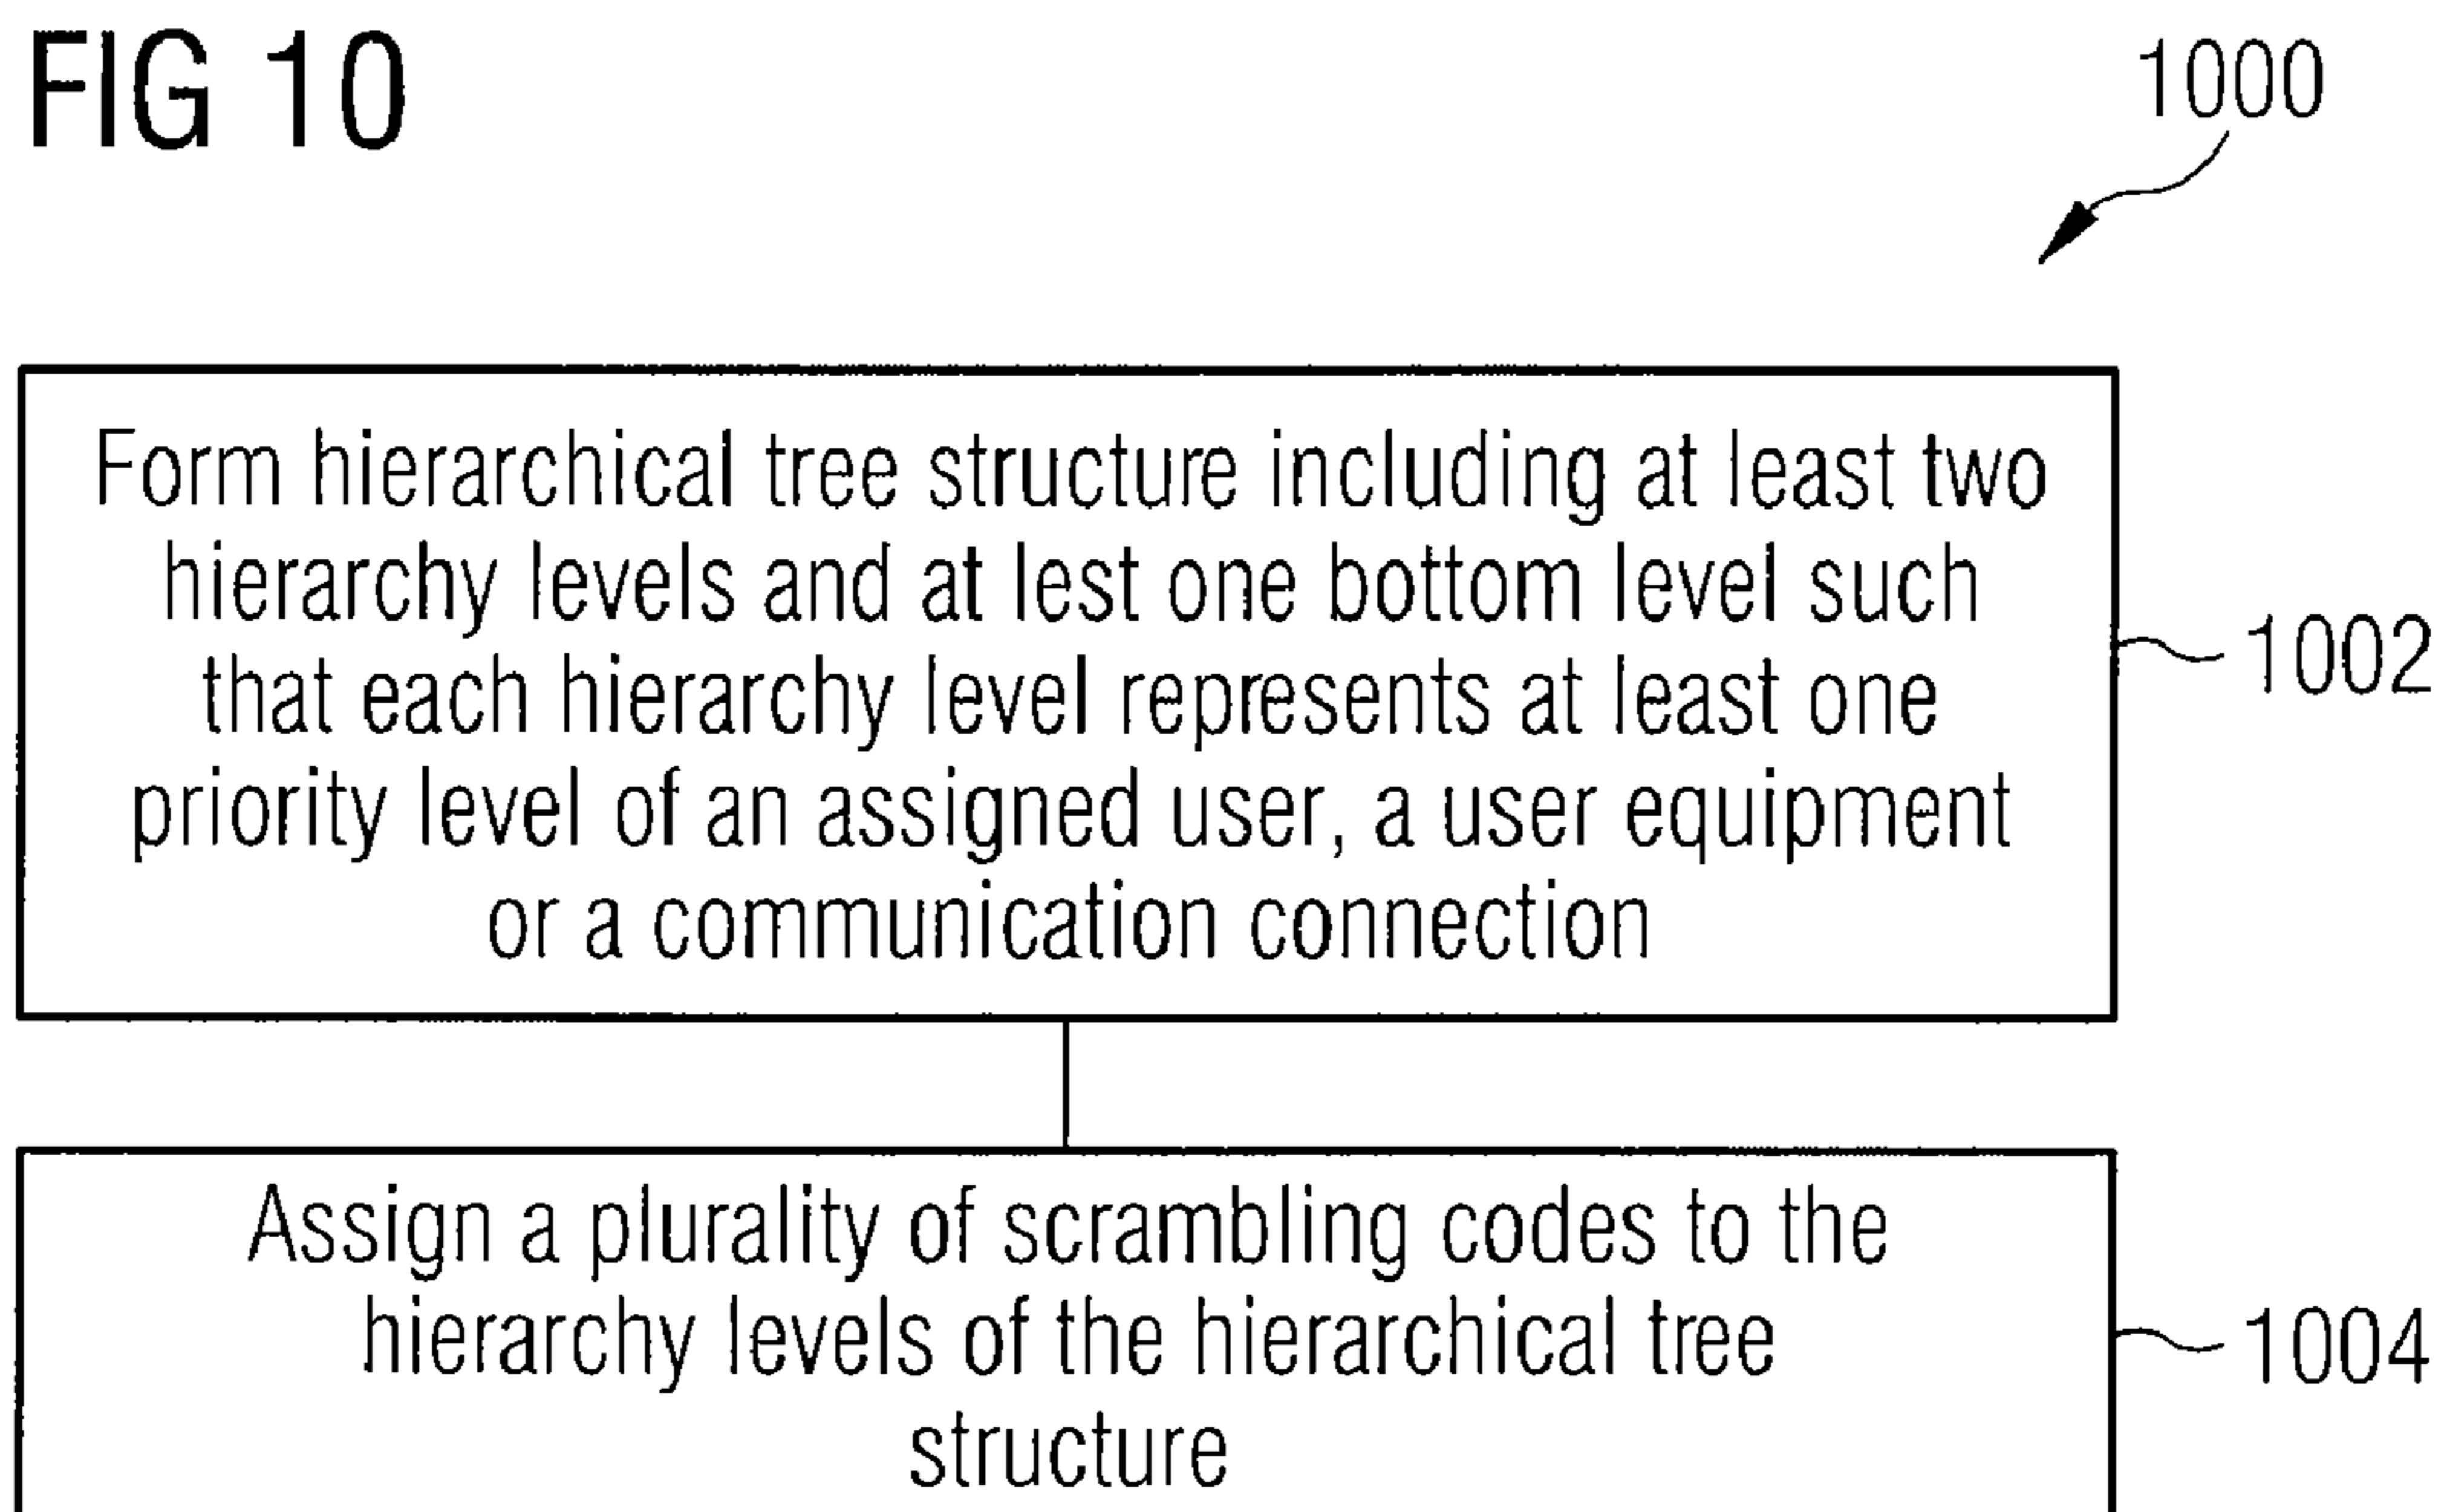 FIG 10
1000
Form hierarchical tree structure including at least two
hierarchy levels and at lest one bottom level such
that each hierarchy level represents at least one
priority level of an assigned user, a user equipment
or a communication connection
1002
Assign a plurality of scrambling codes to the
hierarchy levels of the hierarchical tree
structure
1004